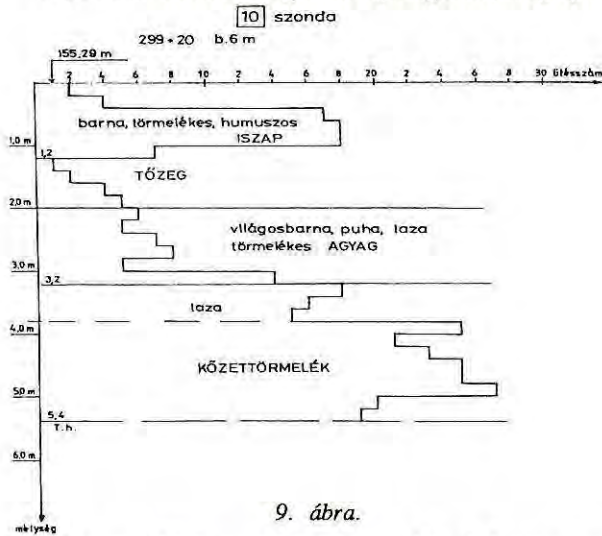 10 szonda
299+20 b.6 m
155,29 m
2 4 6 8 10 2 4 6 8 20 2 4 6 8 30 ütésszám
barna, törmelékes, humuszos
ISZAP
1,0 m
1,2
TŐZEG
2,0 m
világosbarna, puha, laza
törmelékes AGYAG
3,0 m
3,2
laza
4,0 m
KŐZETTÖRMELÉK
5,0 m
5,4
T.h.
6,0 m
mélység
9. ábra.